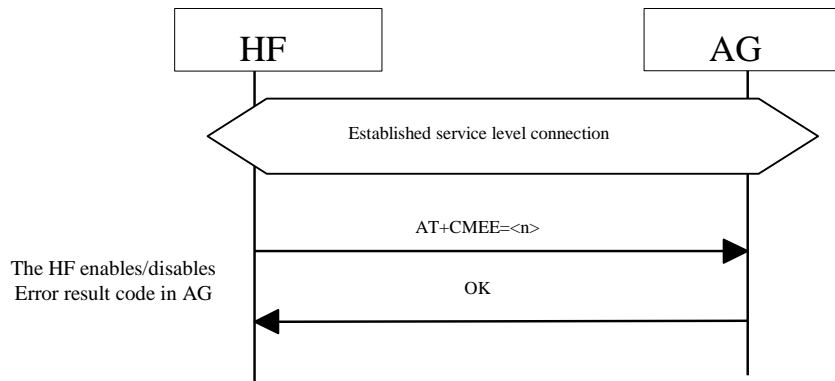 HF
AG
Established service level connection
AT+CMEE=<n>
The HF enables/disables
Error result code in AG
OK